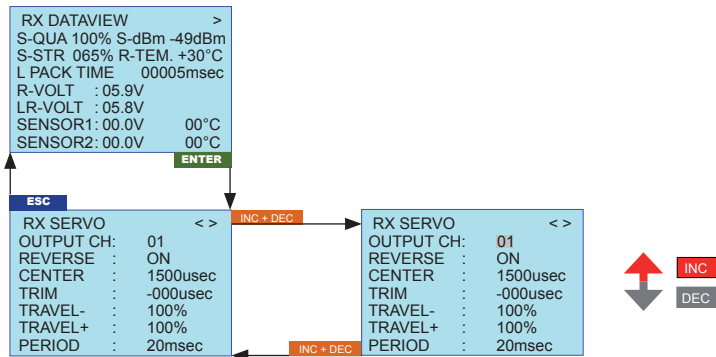 RX DATAVIEW >
S-QUA 100% S-dBm -49dBm
S-STR 065% R-TEM. +30°C
L PACK TIME 00005msec
R-VOLT : 05.9V
LR-VOLT : 05.8V
SENSOR1: 00.0V 00°C
SENSOR2: 00.0V 00°C
ENTER
ESC
RX SERVO < >
OUTPUT CH: 01
REVERSE : ON
CENTER : 1500usec
TRIM : -000usec
TRAVEL- : 100%
TRAVEL+ : 100%
PERIOD : 20msec
INC + DEC
INC + DEC
RX SERVO < >
OUTPUT CH: 01
REVERSE : ON
CENTER : 1500usec
TRIM : -000usec
TRAVEL- : 100%
TRAVEL+ : 100%
PERIOD : 20msec
INC
DEC